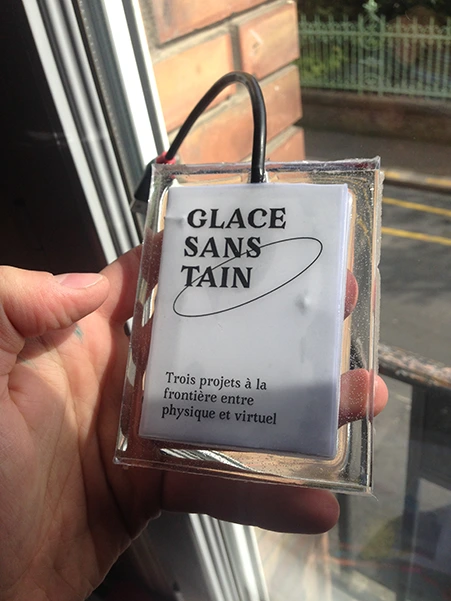 GLACE
SANS
TAIN
Trois projets à la
frontière entre
physique et virtuel